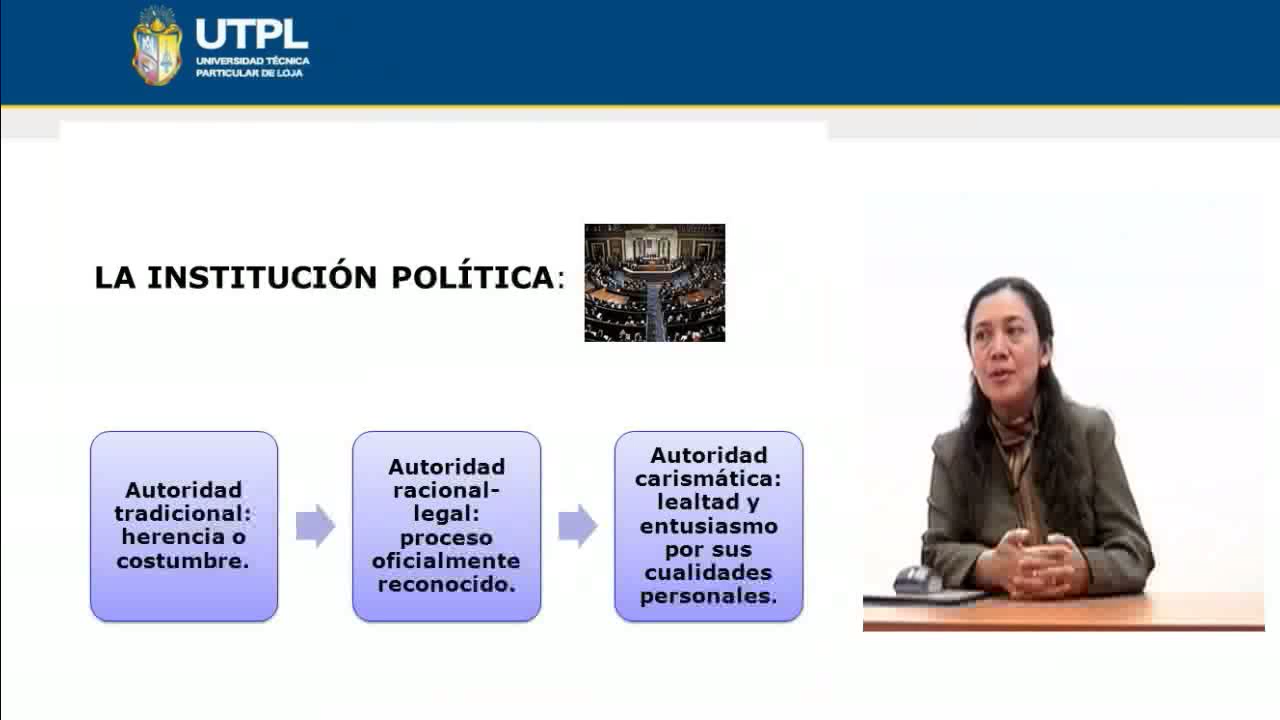 UTPL
UNIVERSIDAD TÉCNICA
PARTICULAR DE LOJA
LA INSTITUCIÓN POLÍTICA:
Autoridad
tradicional:
herencia o
costumbre.
Autoridad
racional-
legal:
proceso
oficialmente
reconocido.
Autoridad
carismática:
lealtad y
entusiasmo
por sus
cualidades
personales.